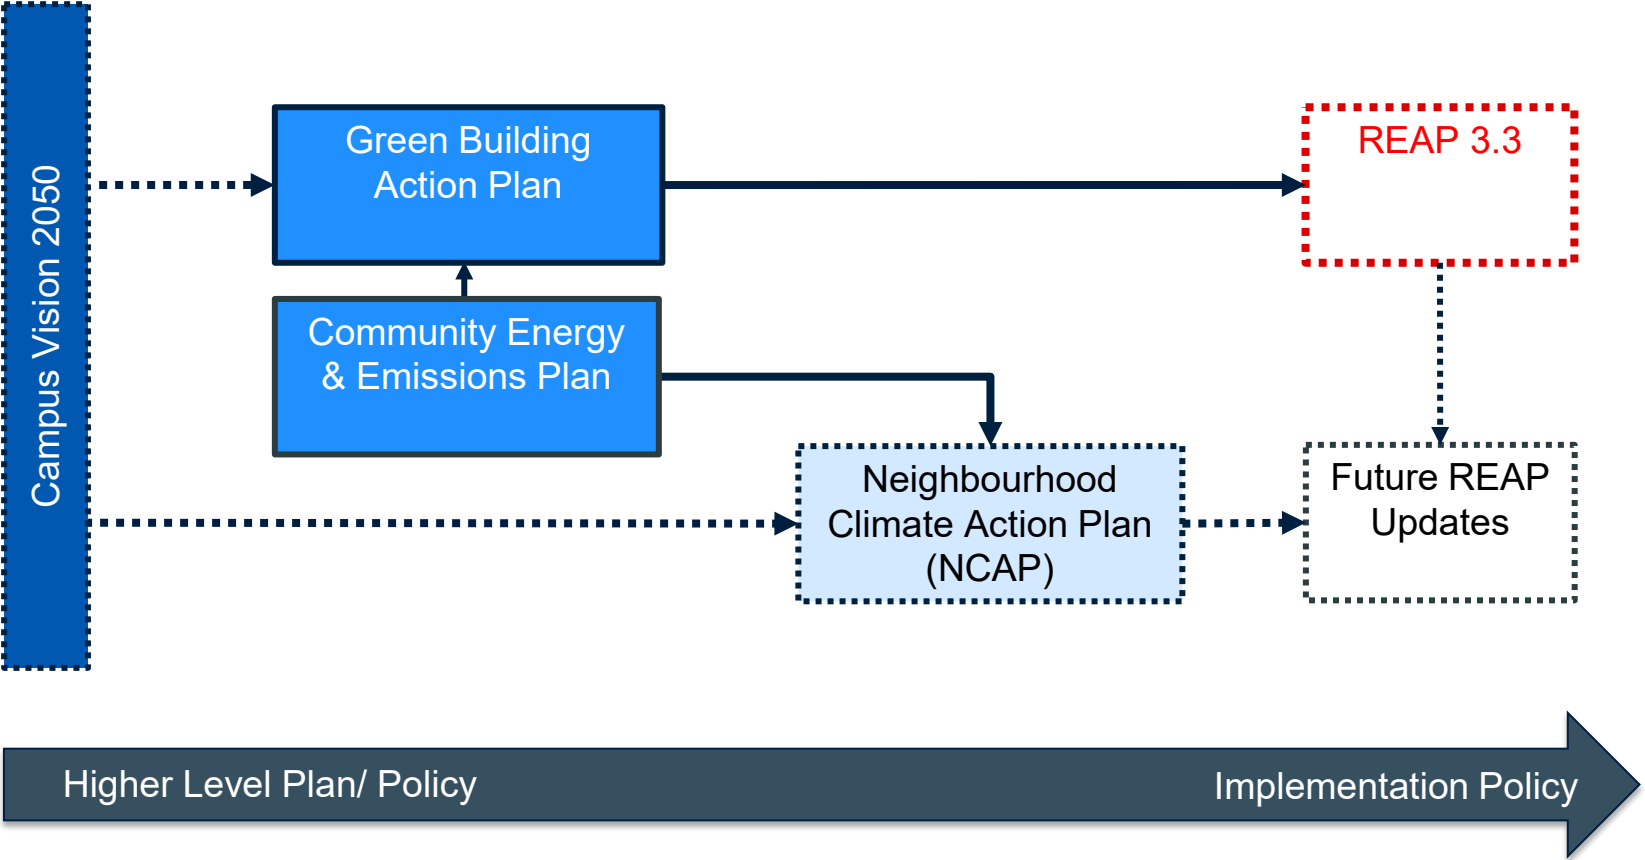 Campus Vision 2050
Green Building
Action Plan
REAP 3.3
Community Energy
& Emissions Plan
Neighbourhood
Climate Action Plan
(NCAP)
Future REAP
Updates
Higher Level Plan/ Policy
Implementation Policy